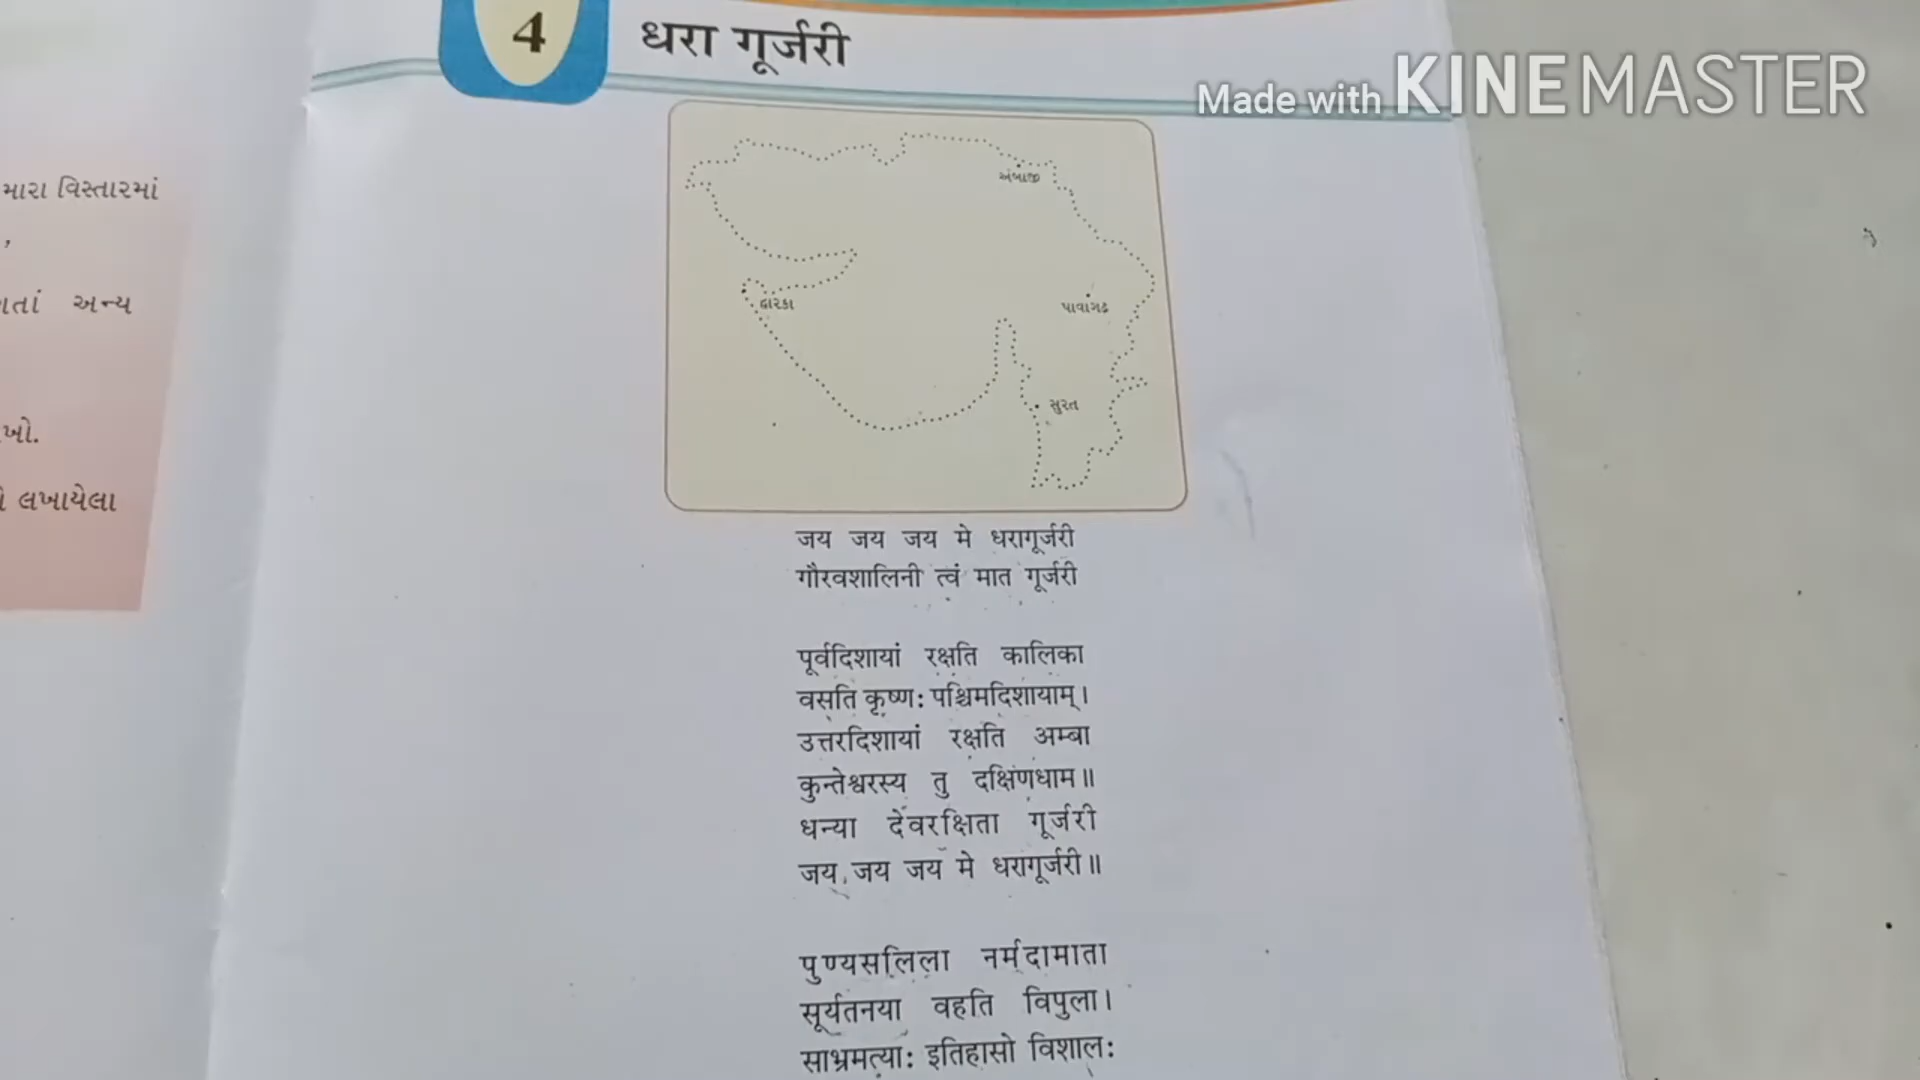 4
धरा गूर्जरी
Made with KINEMASTER
મારા વિસ્તારમાં
,
અન્ય
લખાયેલા
અંબાજી
દ્વારકા
પાવાગઢ
સુરત
जय जय जय मे धरागूर्जरी
गौरवशालिनी त्वं मात गूर्जरी
पूर्वदिशायां रक्षति कालिका
वसति कृष्णः पश्चिमदिशायाम्।
उत्तरदिशायां रक्षति अम्बा
कुन्तेश्वरस्य तु दक्षिणधाम॥
धन्या देवरक्षिता गूर्जरी
जय जय जय मे धरागूर्जरी॥
पुण्यसलिला नर्मदामाता
सूर्यतनया वहति विपुला।
साभ्रमत्याः इतिहासो विशालः